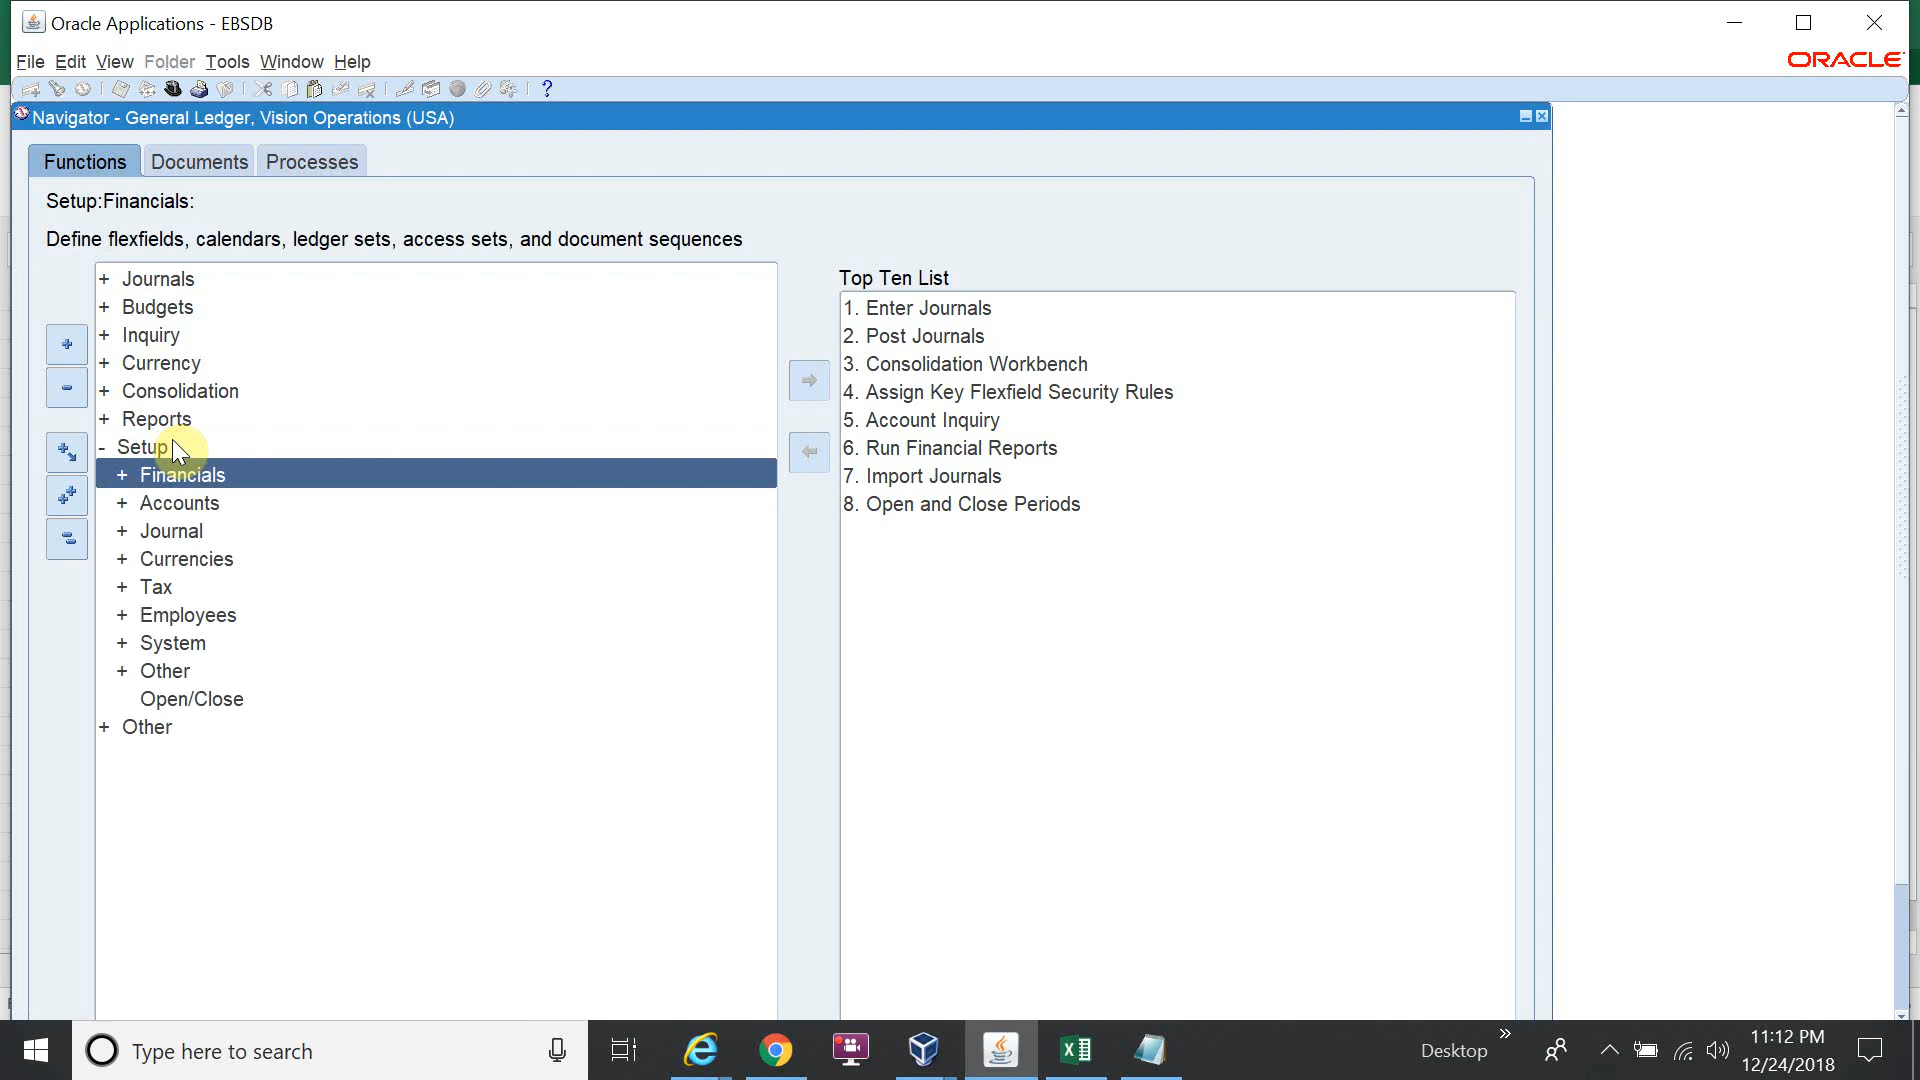 Oracle Applications - EBSDB
File Edit View Folder Tools Window Help
ORACLE
Navigator - General Ledger, Vision Operations (USA)
Functions Documents Processes
Setup:Financials:
Define flexfields, calendars, ledger sets, access sets, and document sequences
+ Journals
+ Budgets
+ Inquiry
+ Currency
+ Consolidation
+ Reports
- Setup
+ Financials
+ Accounts
+ Journal
+ Currencies
+ Tax
+ Employees
+ System
+ Other
Open/Close
+ Other
Top Ten List
1. Enter Journals
2. Post Journals
3. Consolidation Workbench
4. Assign Key Flexfield Security Rules
5. Account Inquiry
6. Run Financial Reports
7. Import Journals
8. Open and Close Periods
Type here to search
Desktop
11:12 PM
12/24/2018